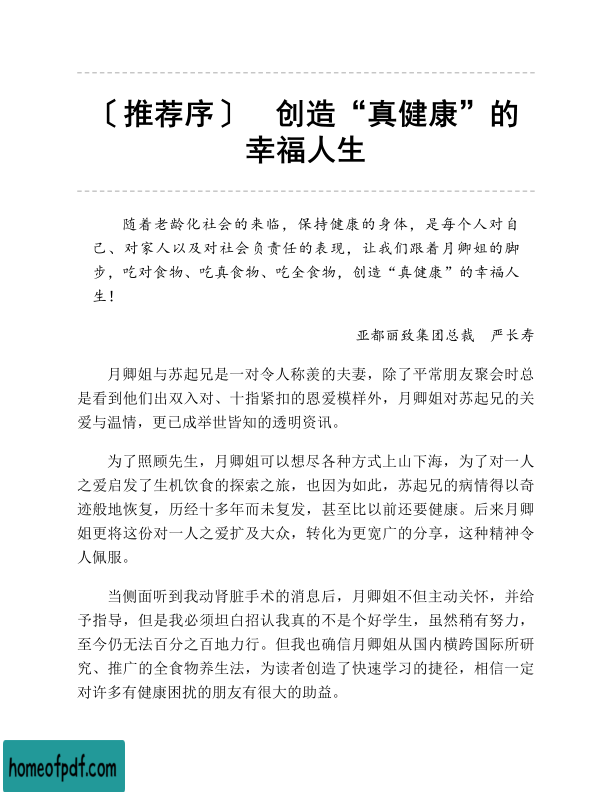 〔推荐序〕　创造“真健康”的
幸福人生
随着老龄化社会的来临，保持健康的身体，是每个人对自
己、对家人以及对社会负责任的表现，让我们跟着月卿姐的脚
步，吃对食物、吃真食物、吃全食物，创造“真健康”的幸福人
生！
亚都丽致集团总裁　严长寿
月卿姐与苏起兄是一对令人称羡的夫妻，除了平常朋友聚会时总
是看到他们出双入对、十指紧扣的恩爱模样外，月卿姐对苏起兄的关
爱与温情，更已成举世皆知的透明资讯。
为了照顾先生，月卿姐可以想尽各种方式上山下海，为了对一人
之爱启发了生机饮食的探索之旅，也因为如此，苏起兄的病情得以奇
迹般地恢复，历经十多年而未复发，甚至比以前还要健康。后来月卿
姐更将这份对一人之爱扩及大众，转化为更宽广的分享，这种精神令
人佩服。
当侧面听到我动肾脏手术的消息后，月卿姐不但主动关怀，并给
予指导，但是我必须坦白招认我真的不是个好学生，虽然稍有努力，
至今仍无法百分之百地力行。但我也确信月卿姐从国内横跨国际所研
究、推广的全食物养生法，为读者创造了快速学习的捷径，相信一定
对许多有健康困扰的朋友有很大的助益。
homeofpdf.com